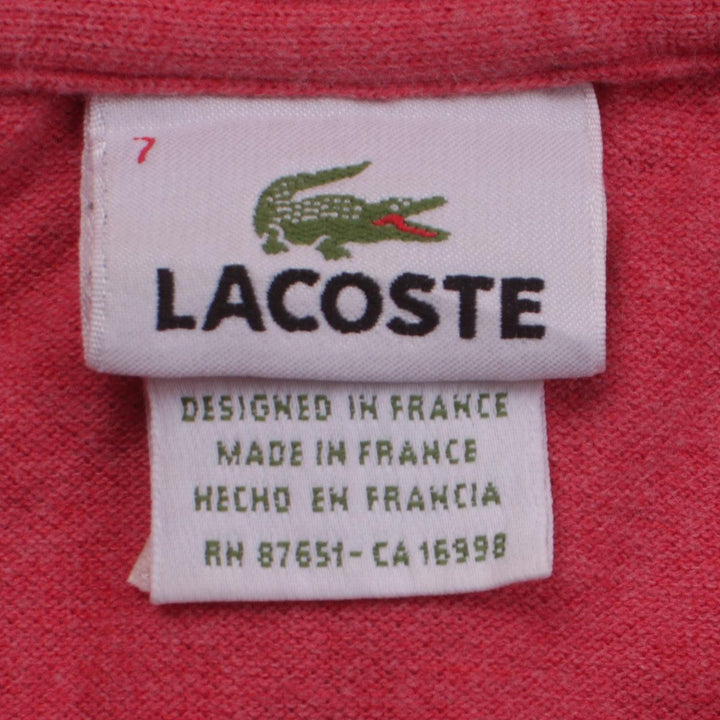 7
LACOSTE
DESIGNED IN FRANCE
MADE IN FRANCE
HECHO EN FRANCIA
RN 87651 - CA 16998